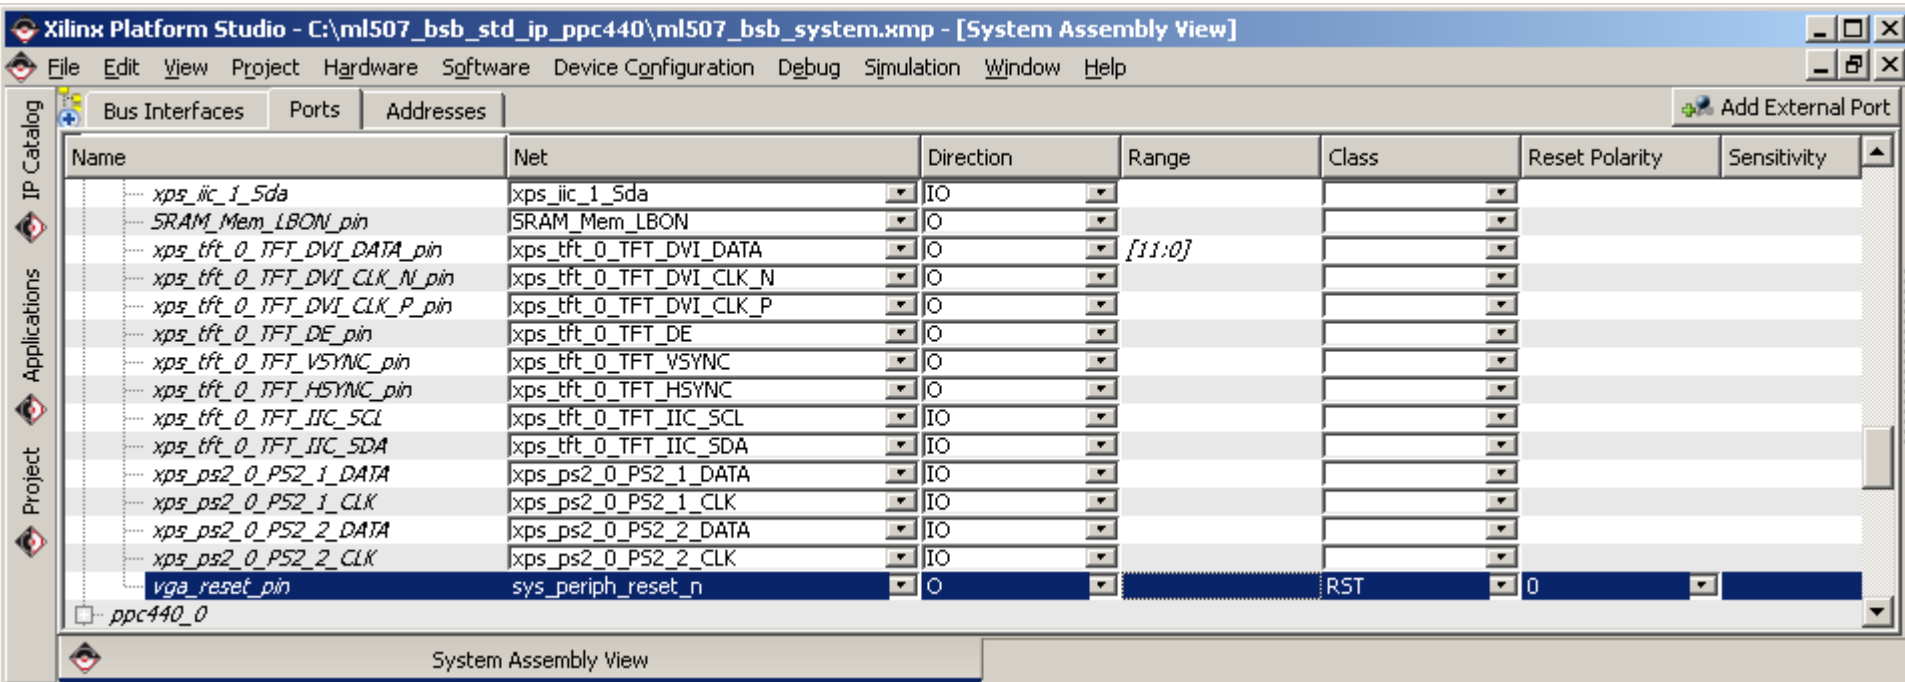 Xilinx Platform Studio - C:\ml507_bsb_std_ip_ppc440\ml507_bsb_system.xmp - [System Assembly View]
File Edit View Project Hardware Software Device Configuration Debug Simulation Window Help
Bus Interfaces Ports Addresses Add External Port
IP Catalog
Applications
Project
Name Net Direction Range Class Reset Polarity Sensitivity
xps_iic_1_Sda xps_iic_1_Sda IO
SRAM_Mem_LBON_pin SRAM_Mem_LBON O
xps_tft_0_TFT_DVI_DATA_pin xps_tft_0_TFT_DVI_DATA O [11:0]
xps_tft_0_TFT_DVI_CLK_N_pin xps_tft_0_TFT_DVI_CLK_N O
xps_tft_0_TFT_DVI_CLK_P_pin xps_tft_0_TFT_DVI_CLK_P O
xps_tft_0_TFT_DE_pin xps_tft_0_TFT_DE O
xps_tft_0_TFT_VSYNC_pin xps_tft_0_TFT_VSYNC O
xps_tft_0_TFT_HSYNC_pin xps_tft_0_TFT_HSYNC O
xps_tft_0_TFT_IIC_SCL xps_tft_0_TFT_IIC_SCL IO
xps_tft_0_TFT_IIC_SDA xps_tft_0_TFT_IIC_SDA IO
xps_ps2_0_PS2_1_DATA xps_ps2_0_PS2_1_DATA IO
xps_ps2_0_PS2_1_CLK xps_ps2_0_PS2_1_CLK IO
xps_ps2_0_PS2_2_DATA xps_ps2_0_PS2_2_DATA IO
xps_ps2_0_PS2_2_CLK xps_ps2_0_PS2_2_CLK IO
vga_reset_pin sys_periph_reset_n O RST 0
ppc440_0
System Assembly View